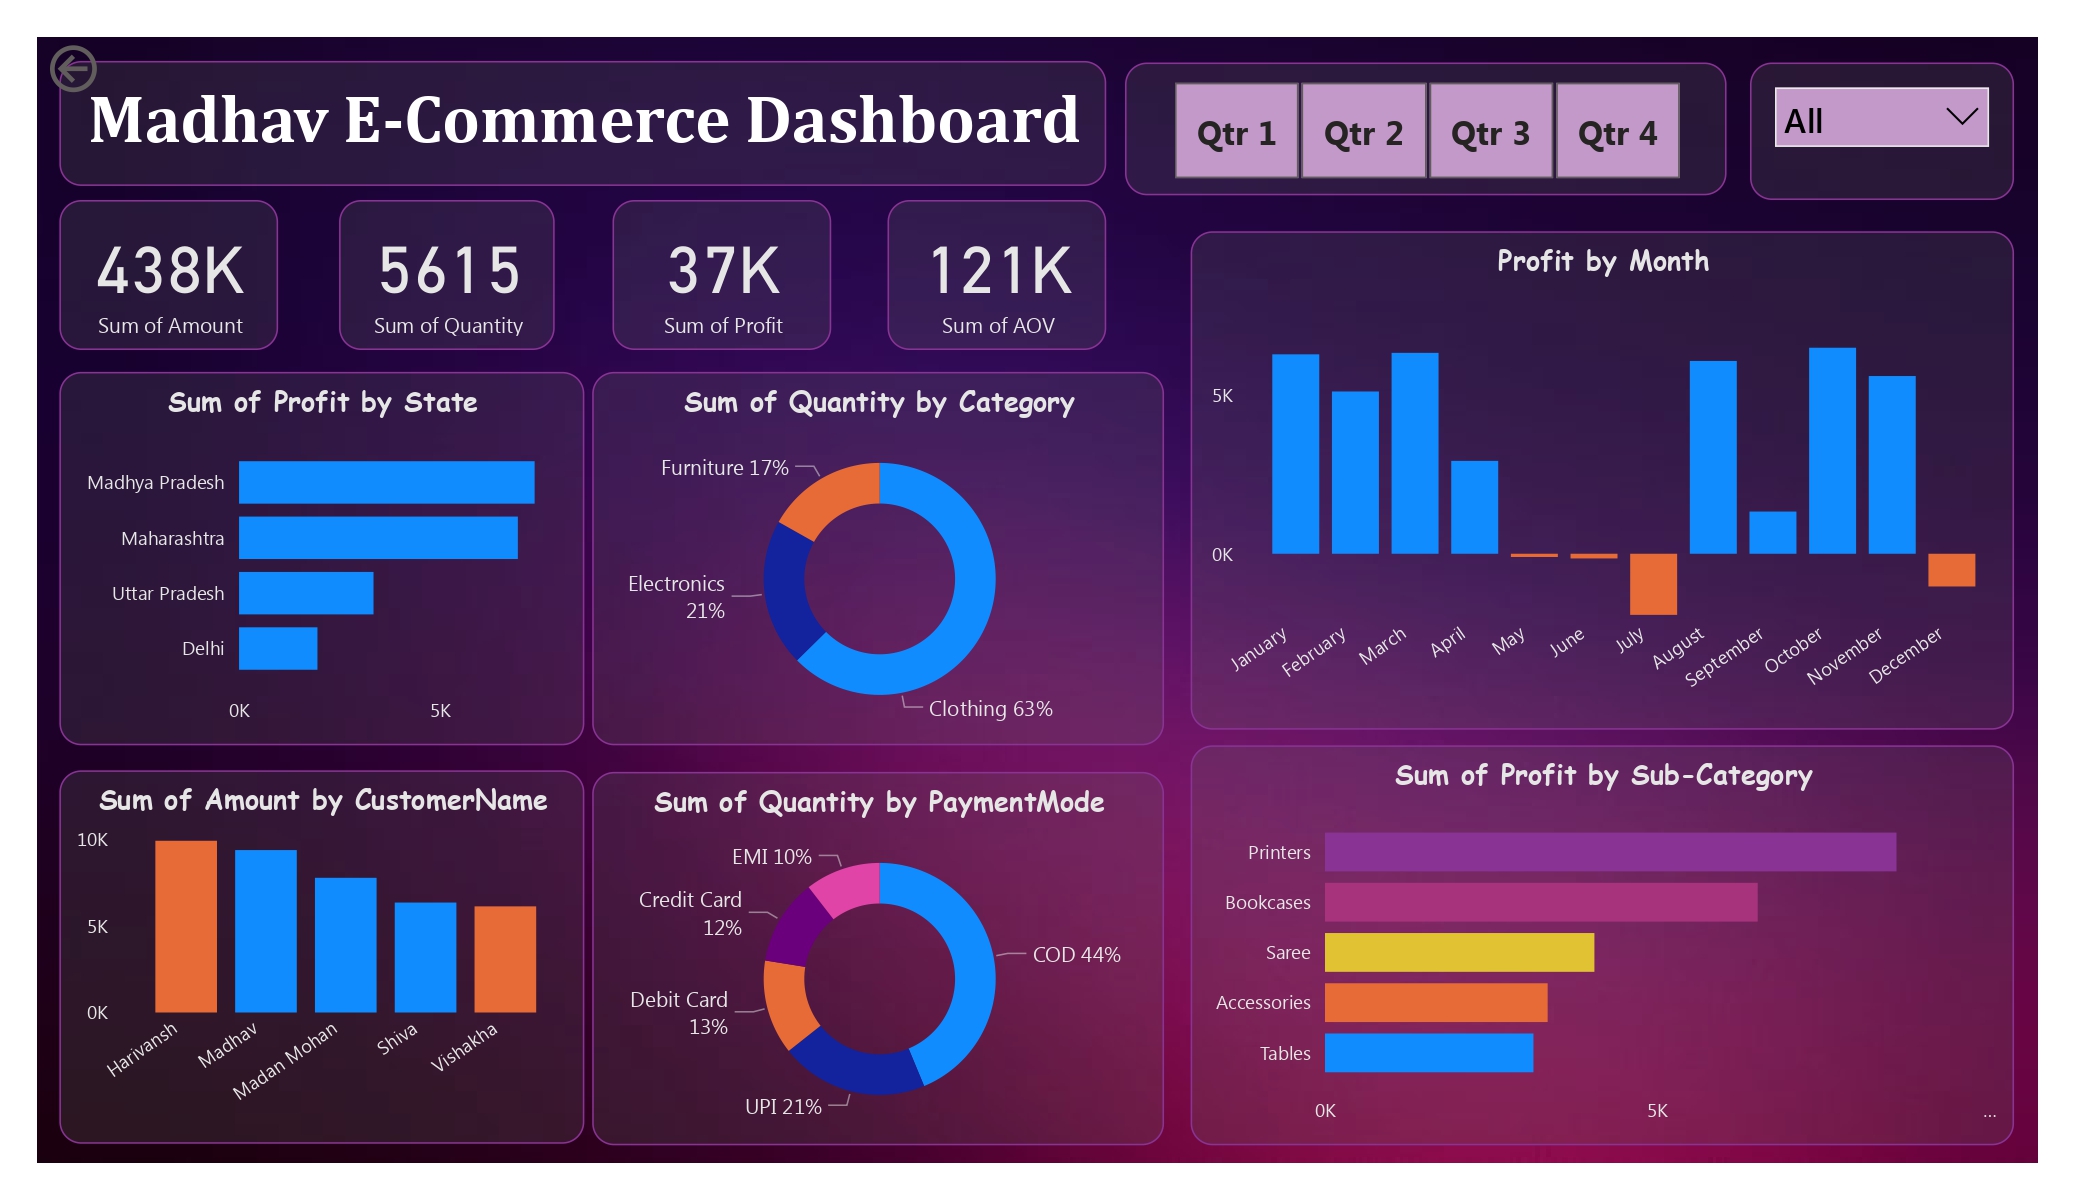 Madhav E-Commerce Dashboard
Qtr 1
Qtr 2
Qtr 3
Qtr 4
All
438K
Sum of Amount
5615
Sum of Quantity
37K
Sum of Profit
121K
Sum of AOV
Sum of Profit by State
Madhya Pradesh
Maharashtra
Uttar Pradesh
Delhi
0K
5K
Sum of Quantity by Category
Furniture 17%
Electronics
21%
Clothing 63%
Profit by Month
5K
0K
January
February
March
April
May
June
July
August
September
October
November
December
Sum of Amount by CustomerName
10K
5K
0K
Harivansh
Madhav
Madan Mohan
Shiva
Vishakha
Sum of Quantity by PaymentMode
EMI 10%
Credit Card
12%
COD 44%
Debit Card
13%
UPI 21%
Sum of Profit by Sub-Category
Printers
Bookcases
Saree
Accessories
Tables
0K
5K
...